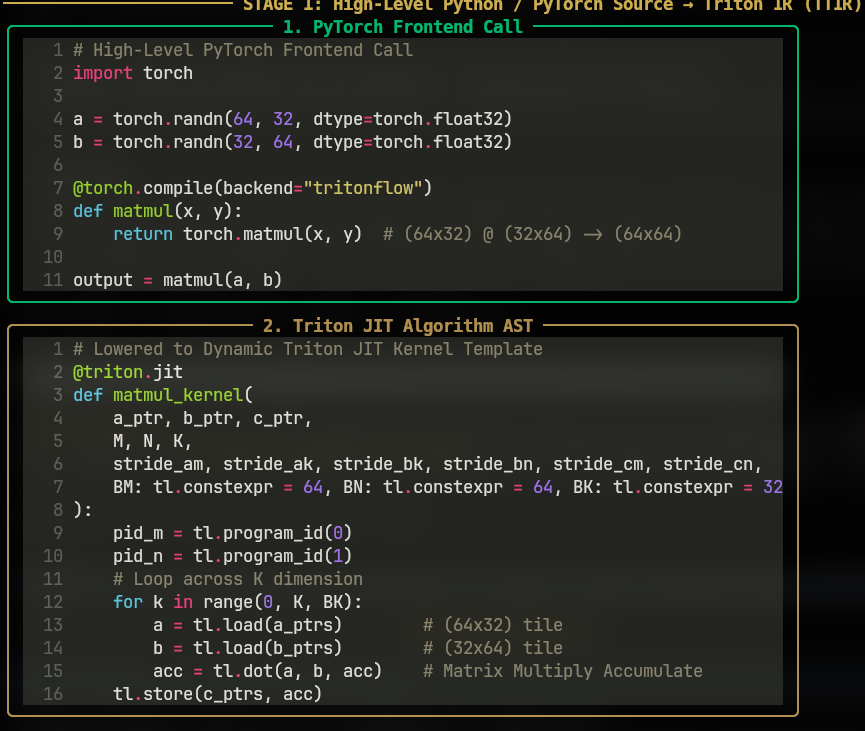 STAGE 1: High-Level Python / PyTorch Source → Triton IR (TTIR)
1. PyTorch Frontend Call
1 # High-Level PyTorch Frontend Call
2 import torch
3
4 a = torch.randn(64, 32, dtype=torch.float32)
5 b = torch.randn(32, 64, dtype=torch.float32)
6
7 @torch.compile(backend="tritonflow")
8 def matmul(x, y):
9     return torch.matmul(x, y)  # (64x32) @ (32x64) → (64x64)
10
11 output = matmul(a, b)
2. Triton JIT Algorithm AST
1 # Lowered to Dynamic Triton JIT Kernel Template
2 @triton.jit
3 def matmul_kernel(
4     a_ptr, b_ptr, c_ptr,
5     M, N, K,
6     stride_am, stride_ak, stride_bk, stride_bn, stride_cm, stride_cn,
7     BM: tl.constexpr = 64, BN: tl.constexpr = 64, BK: tl.constexpr = 32
8 ):
9     pid_m = tl.program_id(0)
10     pid_n = tl.program_id(1)
11     # Loop across K dimension
12     for k in range(0, K, BK):
13         a = tl.load(a_ptrs)        # (64x32) tile
14         b = tl.load(b_ptrs)        # (32x64) tile
15         acc = tl.dot(a, b, acc)    # Matrix Multiply Accumulate
16     tl.store(c_ptrs, acc)